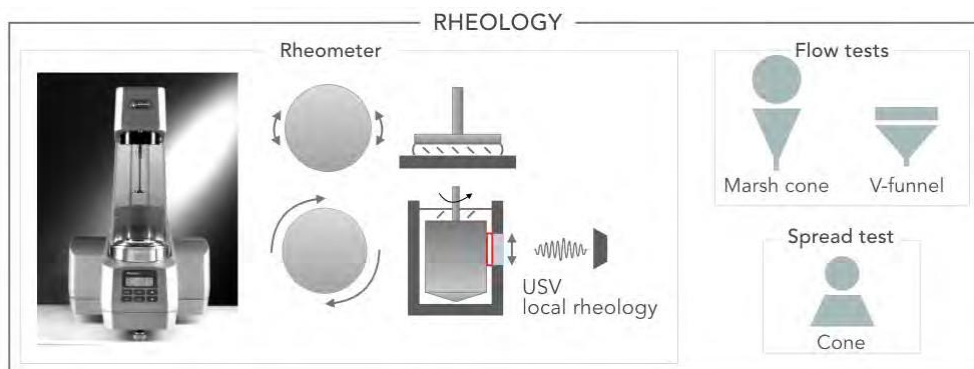 RHEOLOGY
Rheometer
USV
local rheology
Flow tests
Marsh cone
V-funnel
Spread test
Cone